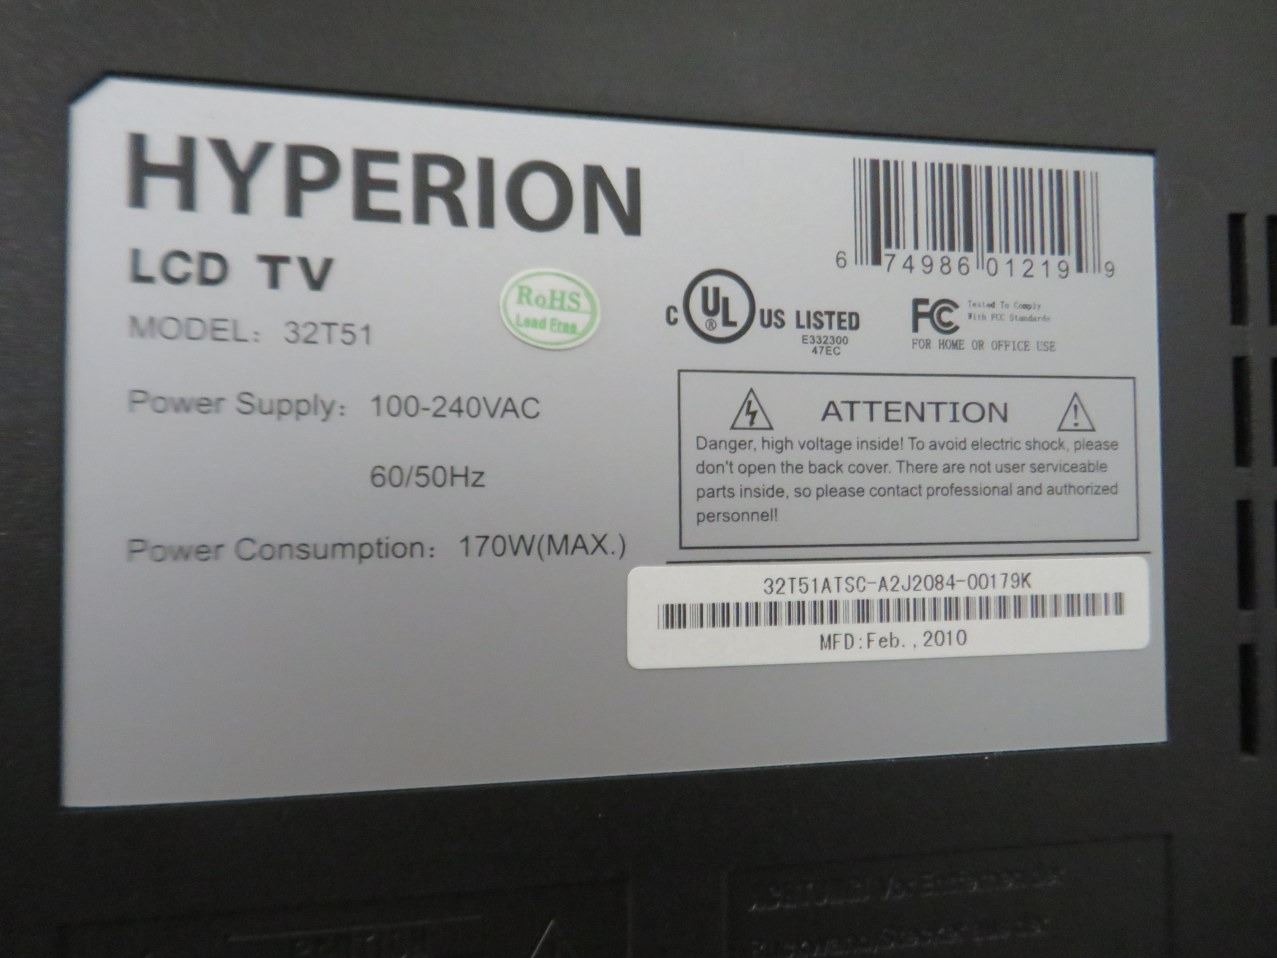 HYPERION
LCD TV
MODEL: 32T51
RoHS
Lead Free
Power Supply: 100-240VAC
60/50Hz
Power Consumption: 170W(MAX.)
6 74986 01219 9
C UL ® US LISTED
E332300
47EC
FC Tested To Comply
With FCC Standards
FOR HOME OR OFFICE USE
ATTENTION
Danger, high voltage inside! To avoid electric shock, please
don't open the back cover. There are not user serviceable
parts inside, so please contact professional and authorized
personnel!
32T51ATSC-A2J2084-00179K
MFD:Feb.,2010